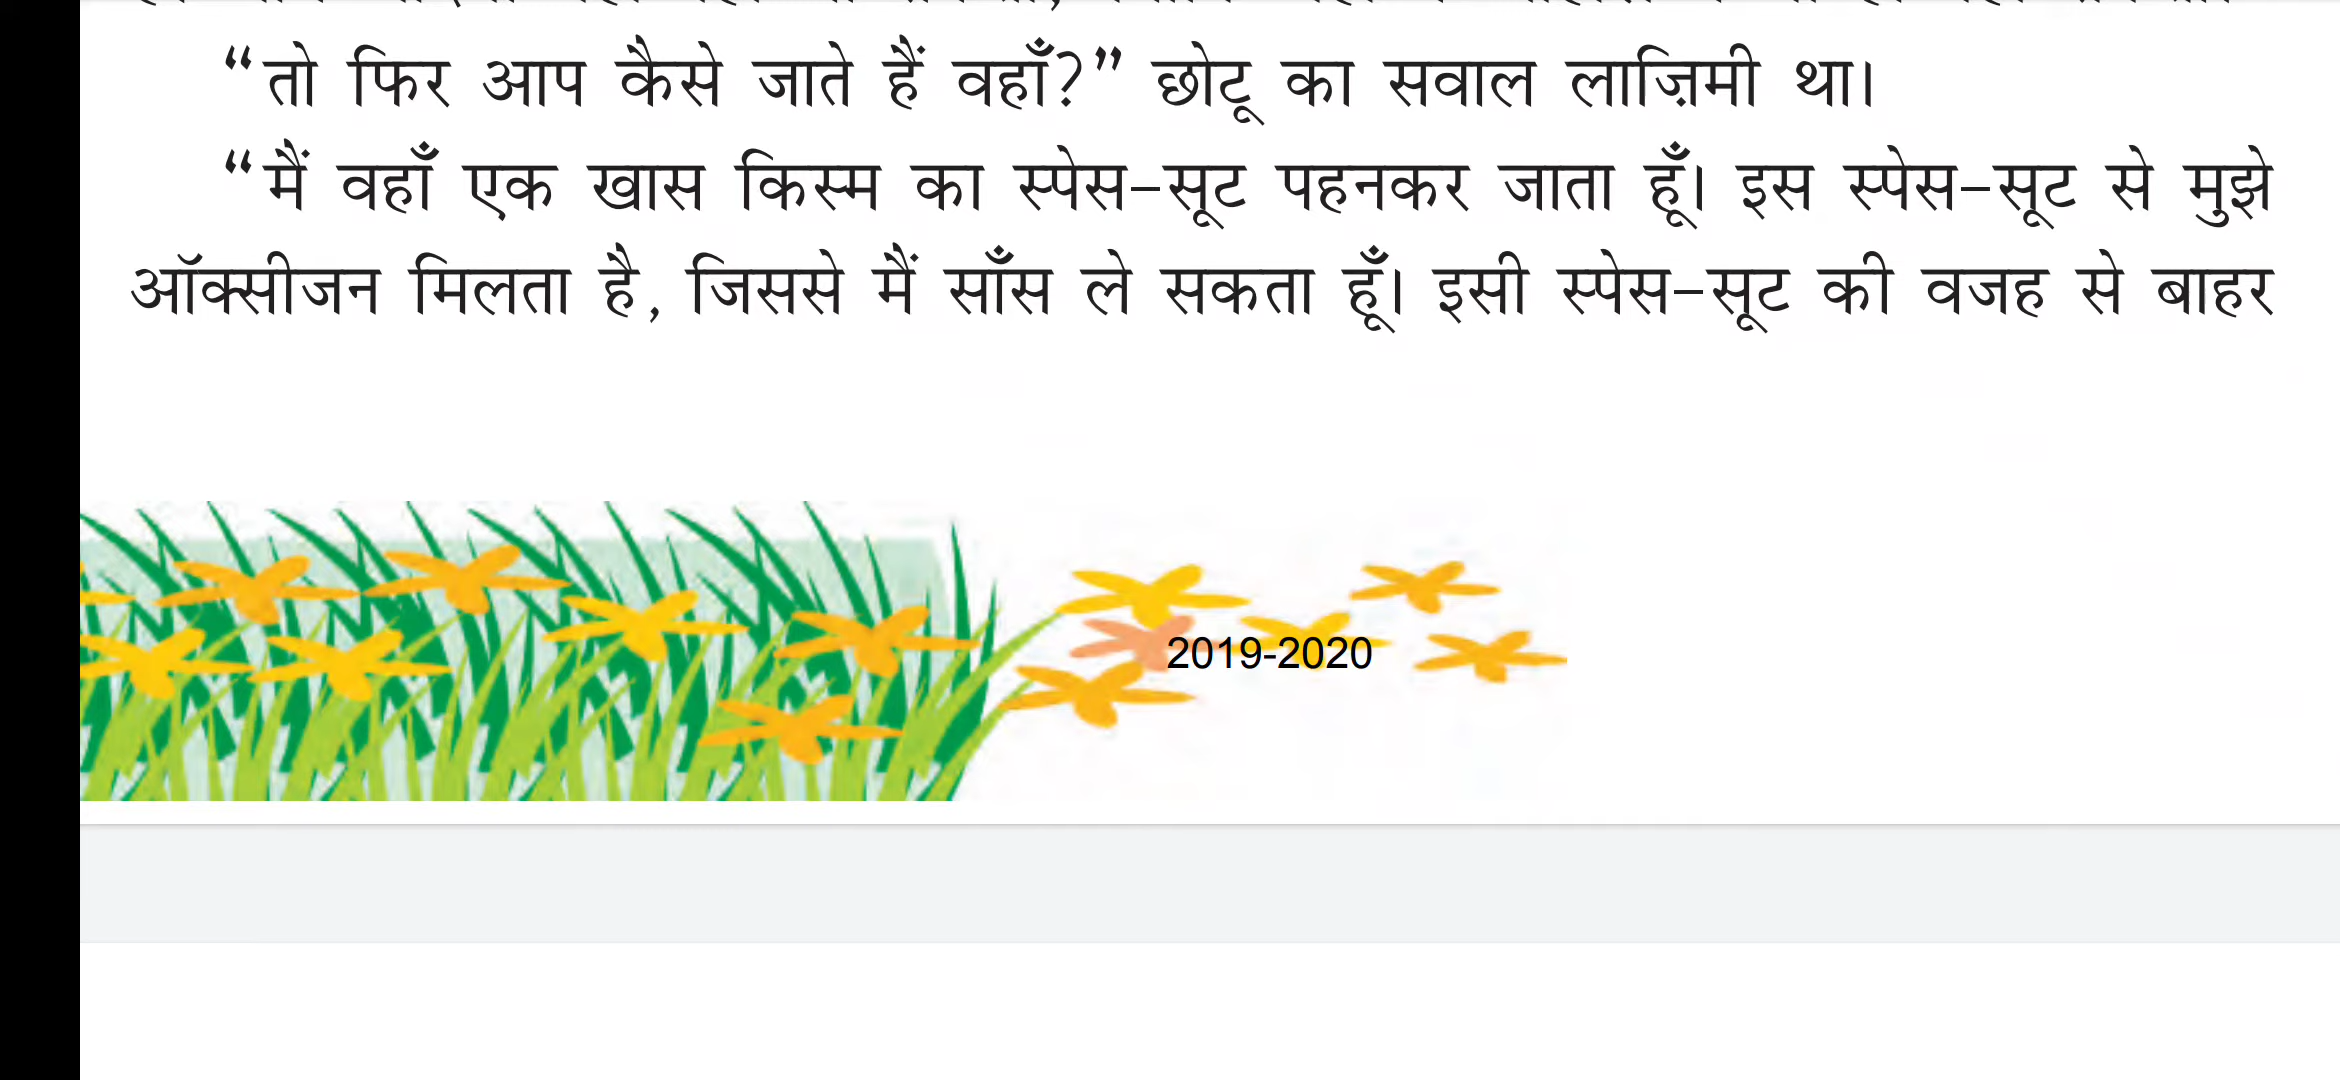 “तो फिर आप कैसे जाते हैं वहाँ?” छोटू का सवाल लाज़िमी था।
“मैं वहाँ एक खास किस्म का स्पेस-सूट पहनकर जाता हूँ। इस स्पेस-सूट से मुझे
ऑक्सीजन मिलता है, जिससे मैं साँस ले सकता हूँ। इसी स्पेस-सूट की वजह से बाहर
2019-2020